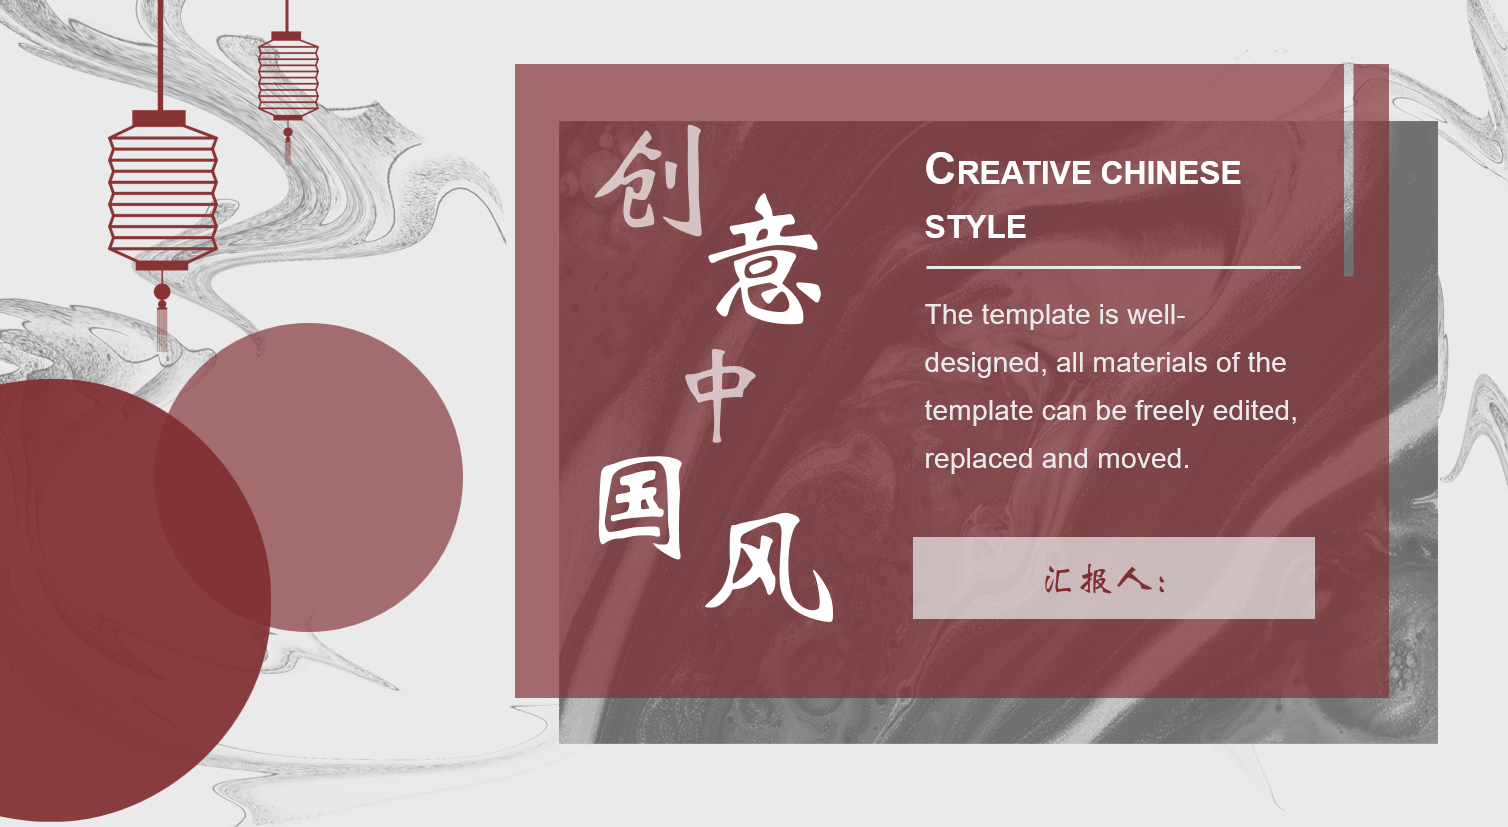 创
意
中
国
风
CREATIVE CHINESE
STYLE
The template is well-
designed, all materials of the
template can be freely edited,
replaced and moved.
汇报人：